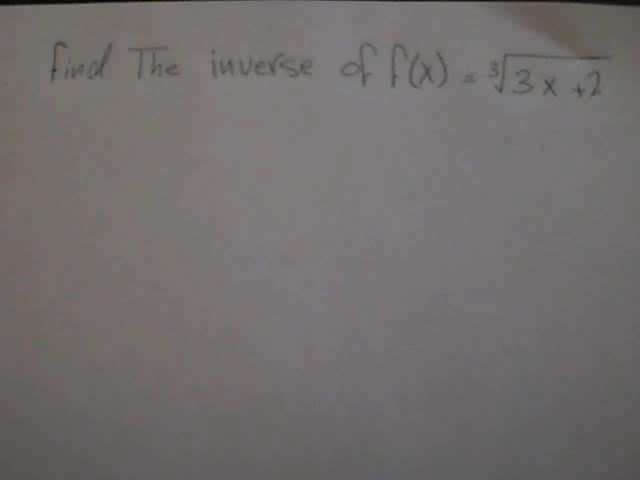 find The inverse of f(x) = ∛(3x+2)